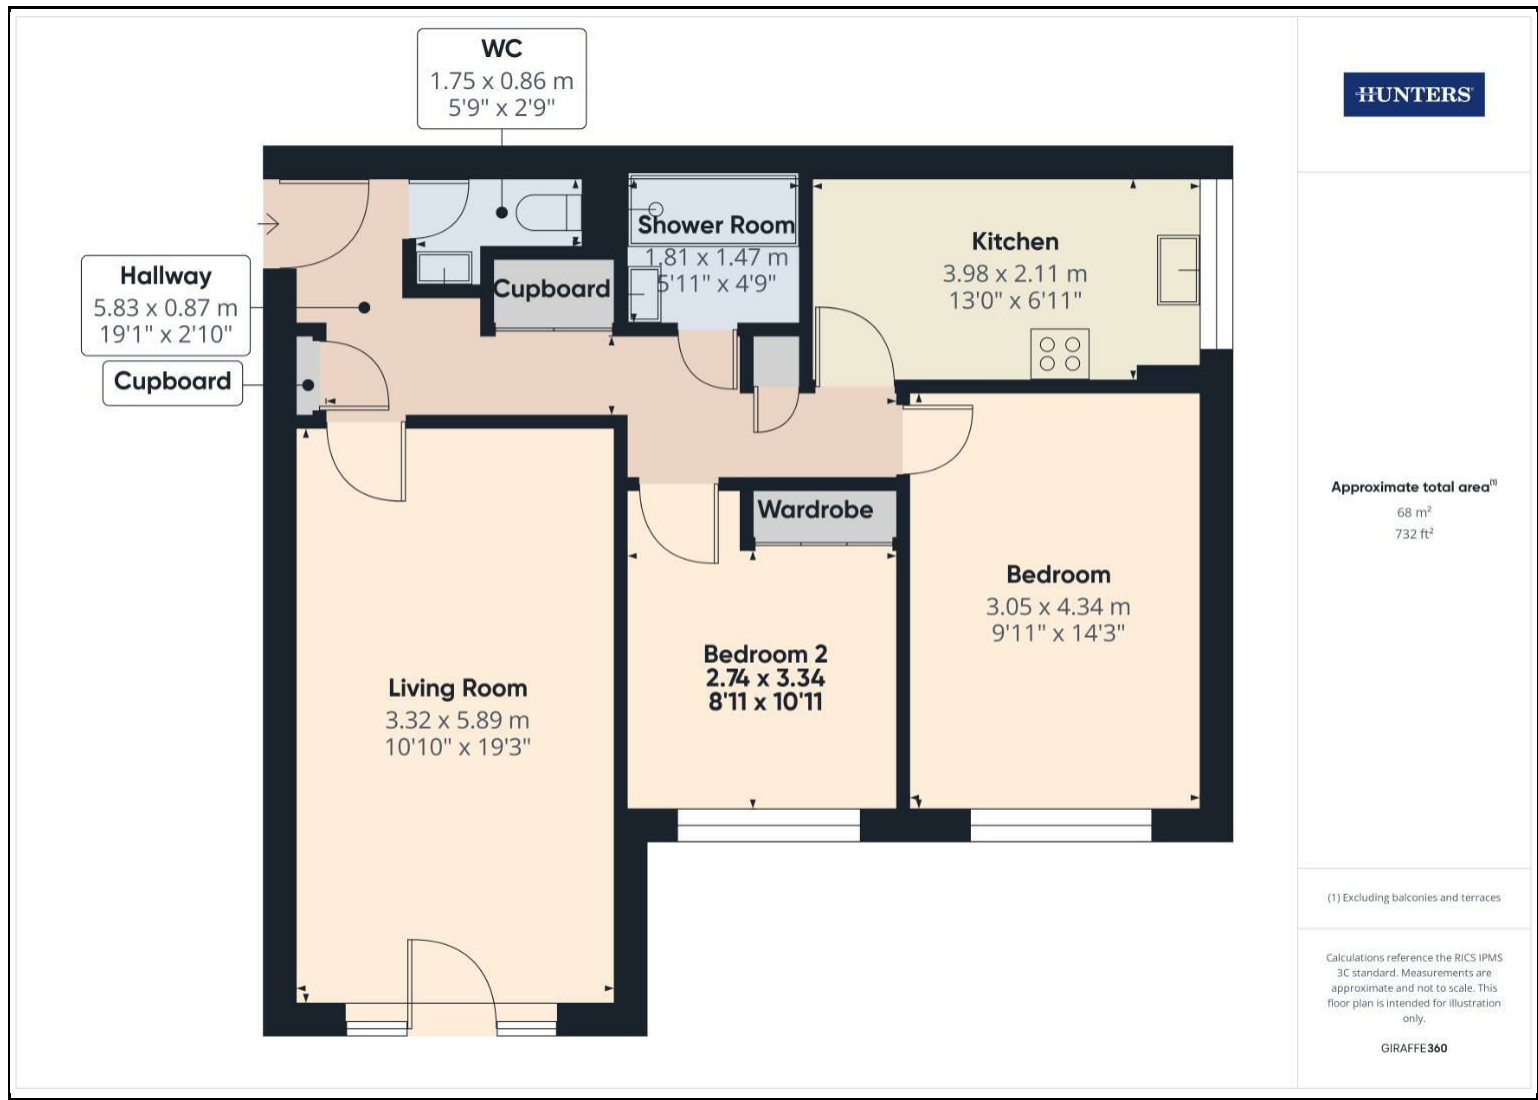 WC
1.75 x 0.86 m
5'9" x 2'9"
HUNTERS
Hallway
5.83 x 0.87 m
19'1" x 2'10"
Cupboard
Cupboard
Shower Room
1.81 x 1.47 m
5'11" x 4'9"
Kitchen
3.98 x 2.11 m
13'0" x 6'11"
Wardrobe
Bedroom
3.05 x 4.34 m
9'11" x 14'3"
Bedroom 2
2.74 x 3.34
8'11 x 10'11
Living Room
3.32 x 5.89 m
10'10" x 19'3"
Approximate total area(1)
68 m²
732 ft²
(1) Excluding balconies and terraces
Calculations reference the RICS IPMS
3C standard. Measurements are
approximate and not to scale. This
floor plan is intended for illustration
only.
GIRAFFE360